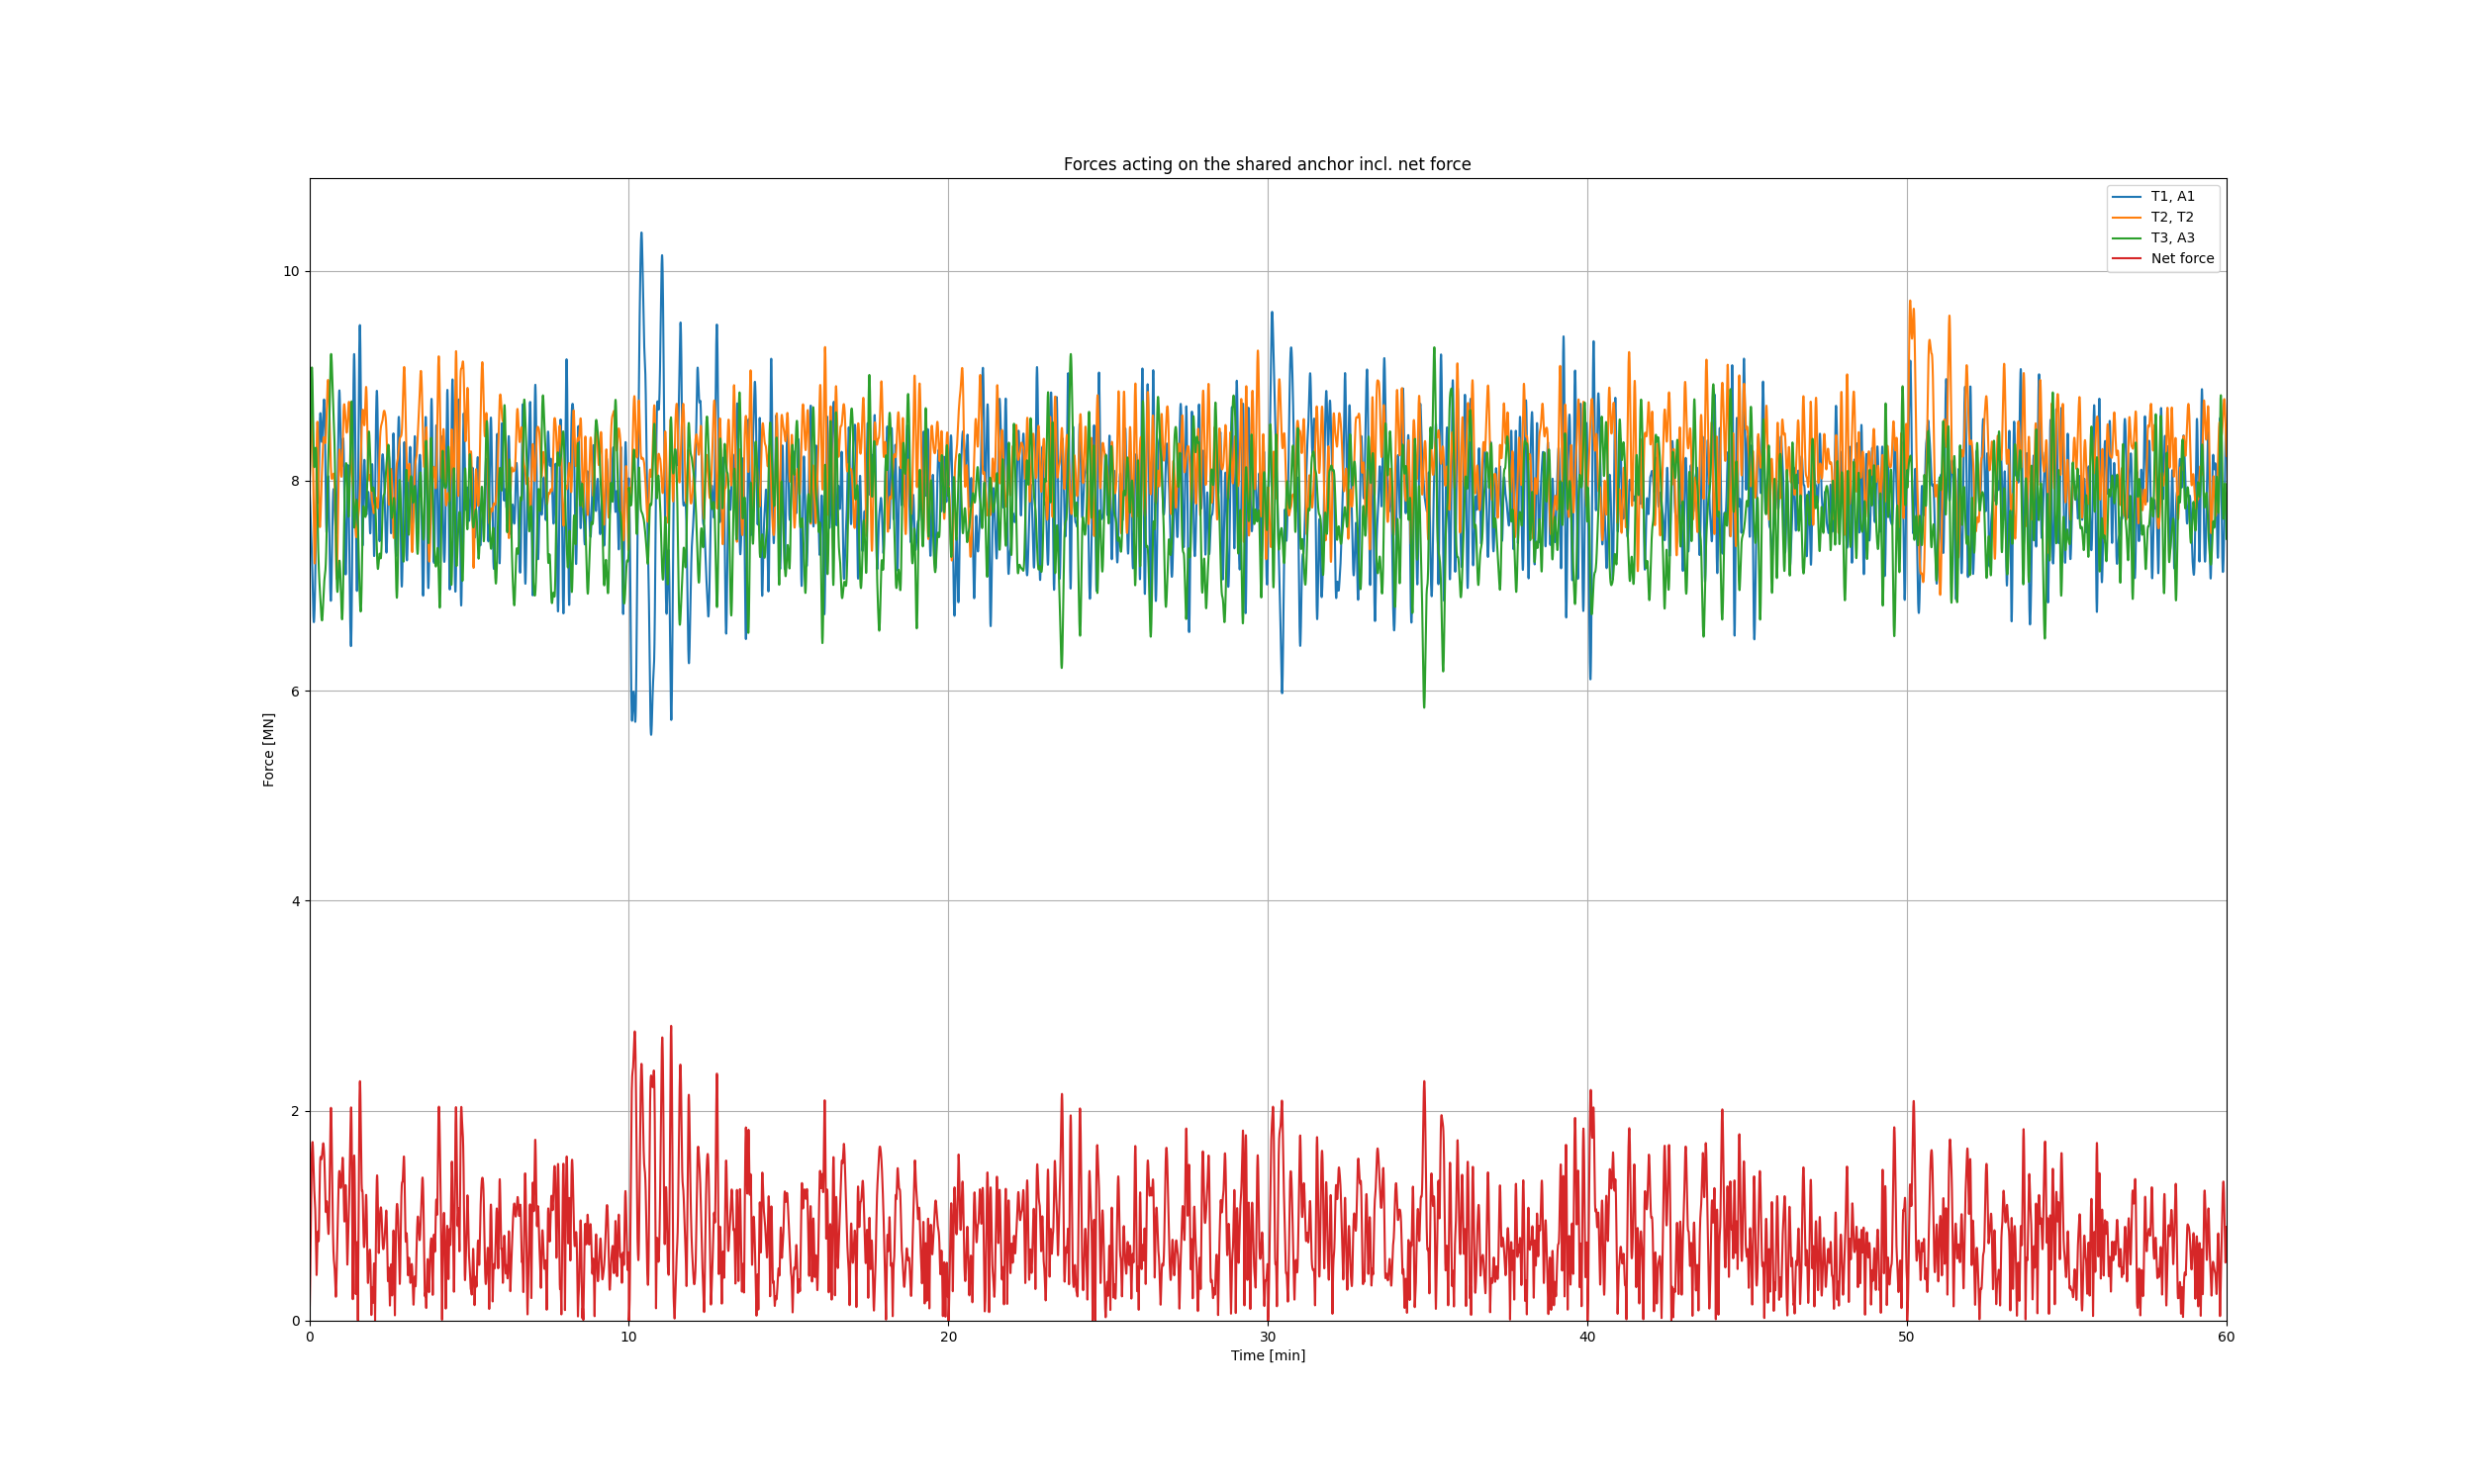 Forces acting on the shared anchor incl. net force
T1, A1
T2, T2
T3, A3
Net force
Force [MN]
10
8
6
4
2
0
0 10 20 30 40 50 60
Time [min]